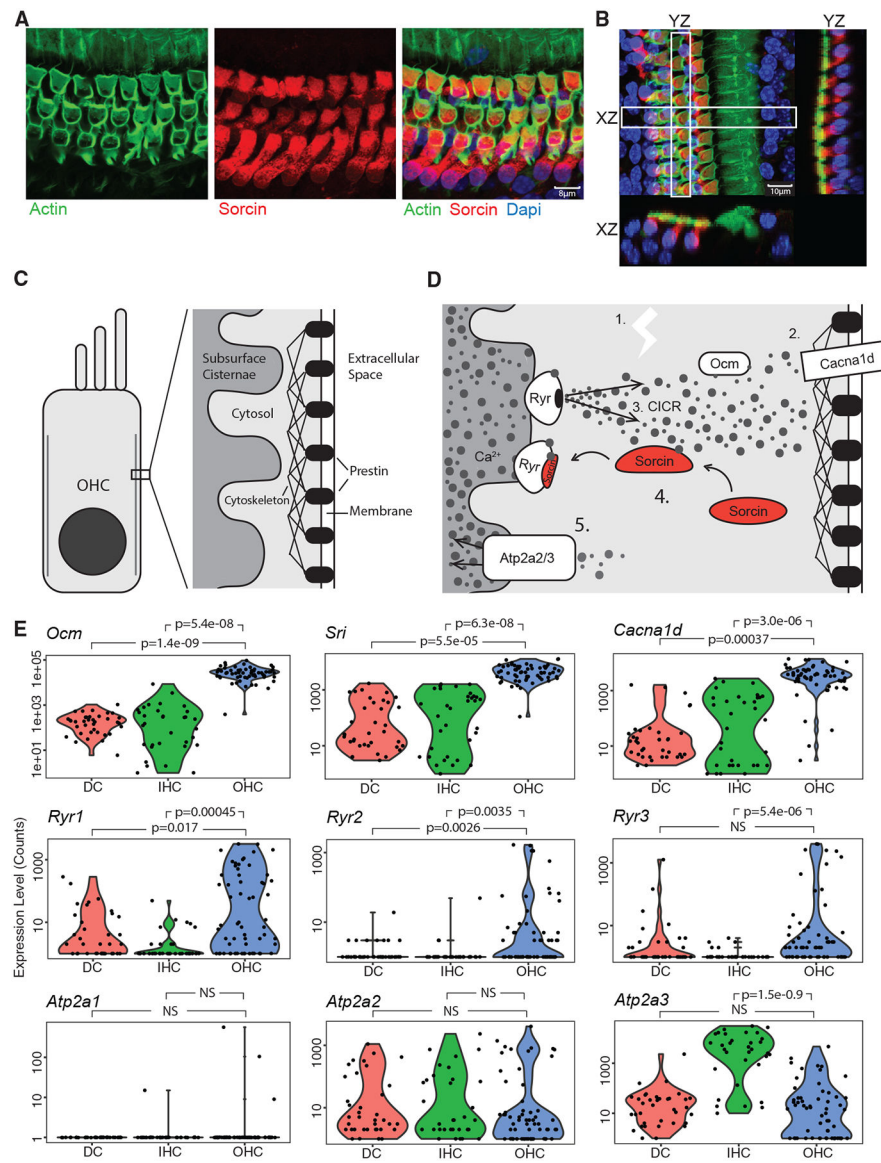 A
Actin
Sorcin
Actin Sorcin Dapi
8µm
B
YZ
YZ
XZ
10µm
XZ
C
Subsurface
Cisternae
Extracellular
Space
Cytosol
OHC
Prestin
Cytoskeleton
Membrane
D
1.
2.
Ocm
Cacna1d
Ryr
3. CICR
Ca2+
Ryr
Sorcin
Sorcin
4.
Sorcin
5.
Atp2a2/3
E
Expression Level (Counts)
Ocm
p=5.4e-08
p=1.4e-09
1e+05
1e+03
1e+01
DC IHC OHC
Sri
p=6.3e-08
p=5.5e-05
1000
10
DC IHC OHC
Cacna1d
p=3.0e-06
p=0.00037
1000
10
DC IHC OHC
Ryr1
p=0.00045
p=0.017
1000
10
DC IHC OHC
Ryr2
p=0.0035
p=0.0026
1000
10
DC IHC OHC
Ryr3
p=5.4e-06
NS
1000
10
DC IHC OHC
Atp2a1
NS
NS
100
10
1
DC IHC OHC
Atp2a2
NS
NS
1000
10
DC IHC OHC
Atp2a3
p=1.5e-0.9
NS
1000
10
DC IHC OHC